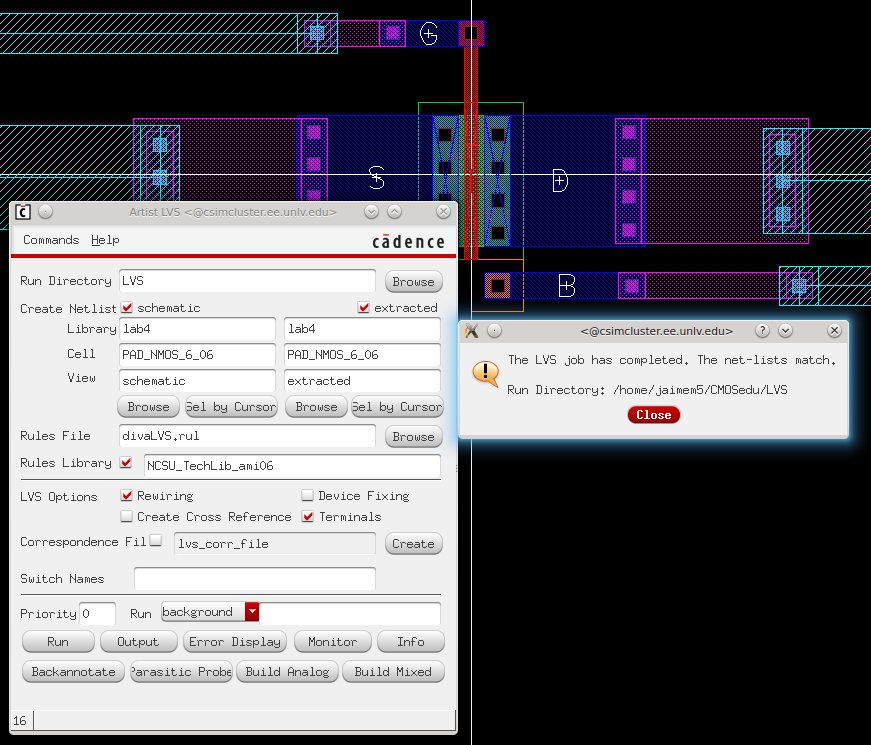 G
S
D
B
Artist LVS <@csimcluster.ee.unlv.edu>
Commands Help
cādence
Run Directory LVS Browse
Create Netlist schematic extracted
Library lab4 lab4
Cell PAD_NMOS_6_06 PAD_NMOS_6_06
View schematic extracted
Browse Sel by Cursor Browse Sel by Cursor
Rules File divaLVS.rul Browse
Rules Library NCSU_TechLib_ami06
LVS Options Rewiring Device Fixing
Create Cross Reference Terminals
Correspondence Fil lvs_corr_file Create
Switch Names
Priority 0 Run background
Run Output Error Display Monitor Info
Backannotate Parasitic Probe Build Analog Build Mixed
16
<@csimcluster.ee.unlv.edu>
The LVS job has completed. The net-lists match.
Run Directory: /home/jaimem5/CMOSedu/LVS
Close